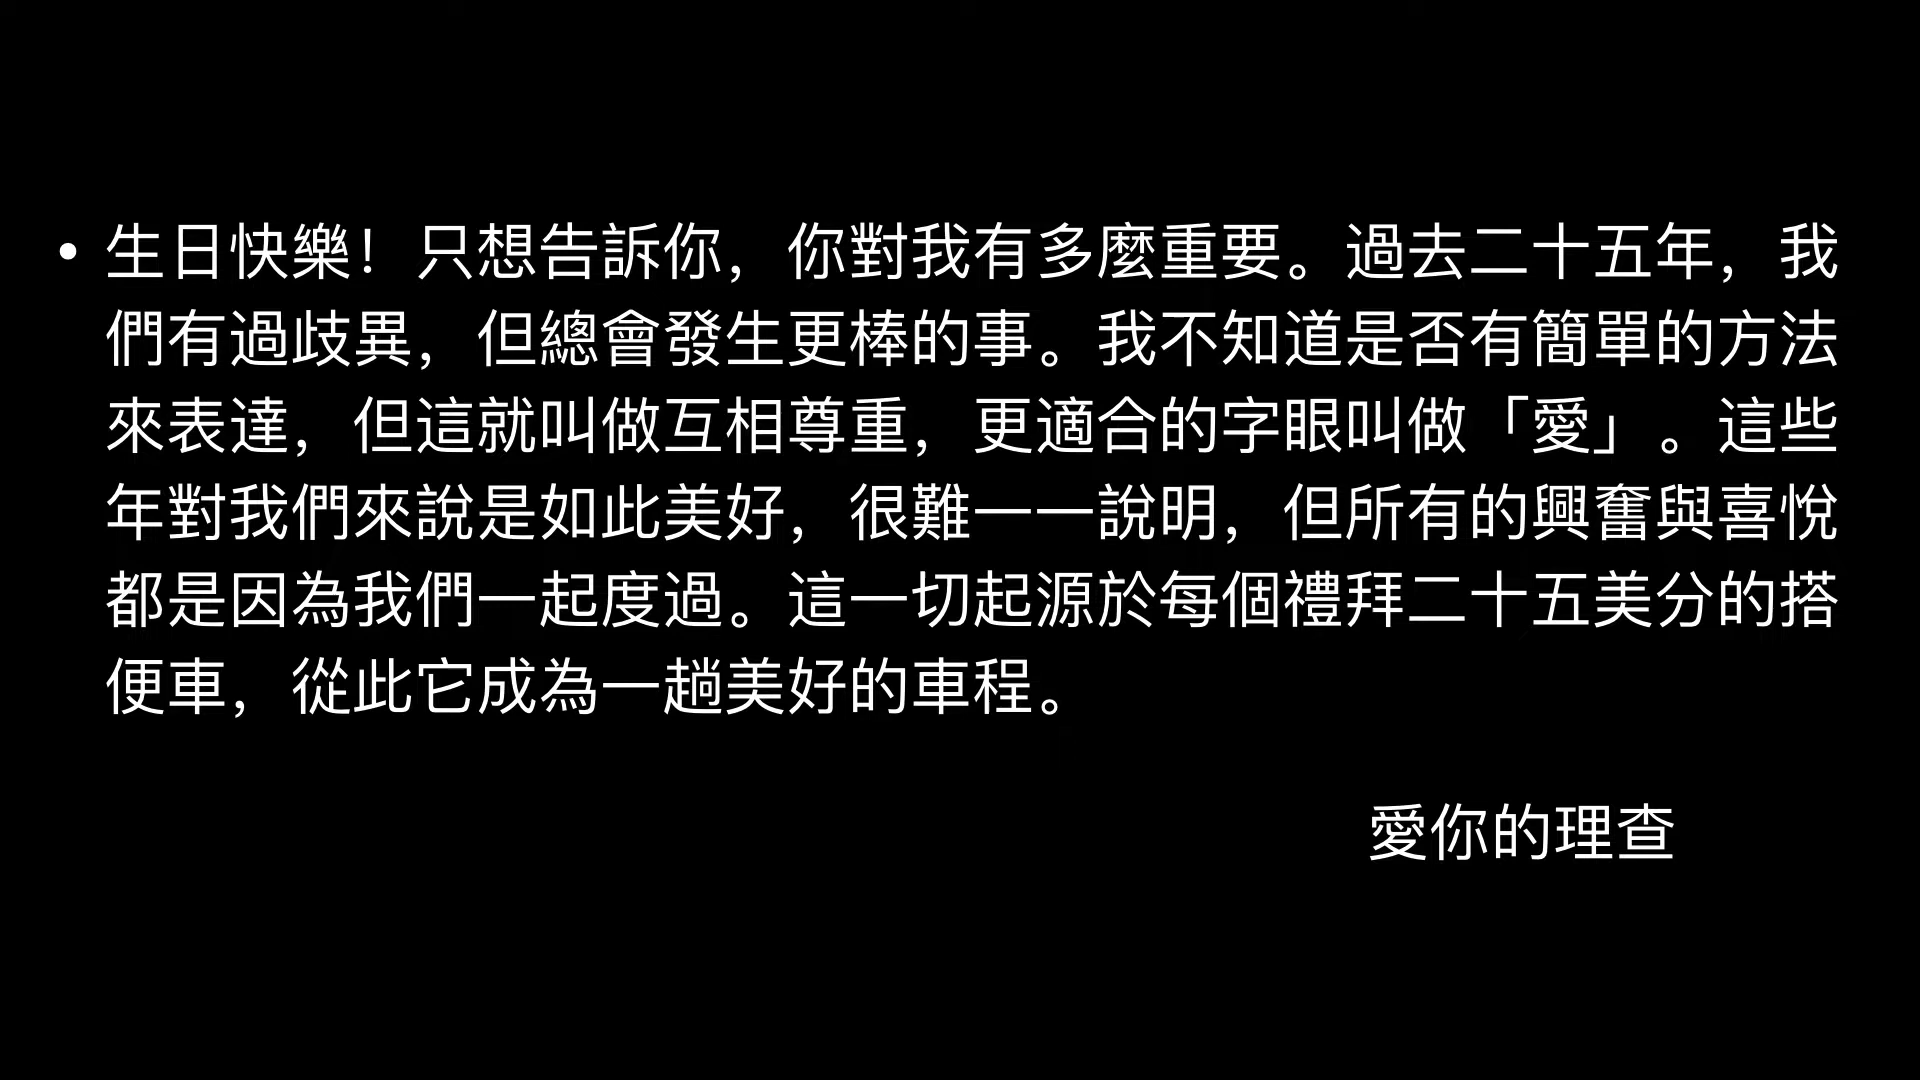 • 生日快樂！只想告訴你，你對我有多麼重要。過去二十五年，我
們有過歧異，但總會發生更棒的事。我不知道是否有簡單的方法
來表達，但這就叫做互相尊重，更適合的字眼叫做「愛」。這些
年對我們來說是如此美好，很難一一說明，但所有的興奮與喜悅
都是因為我們一起度過。這一切起源於每個禮拜二十五美分的搭
便車，從此它成為一趟美好的車程。
愛你的理查